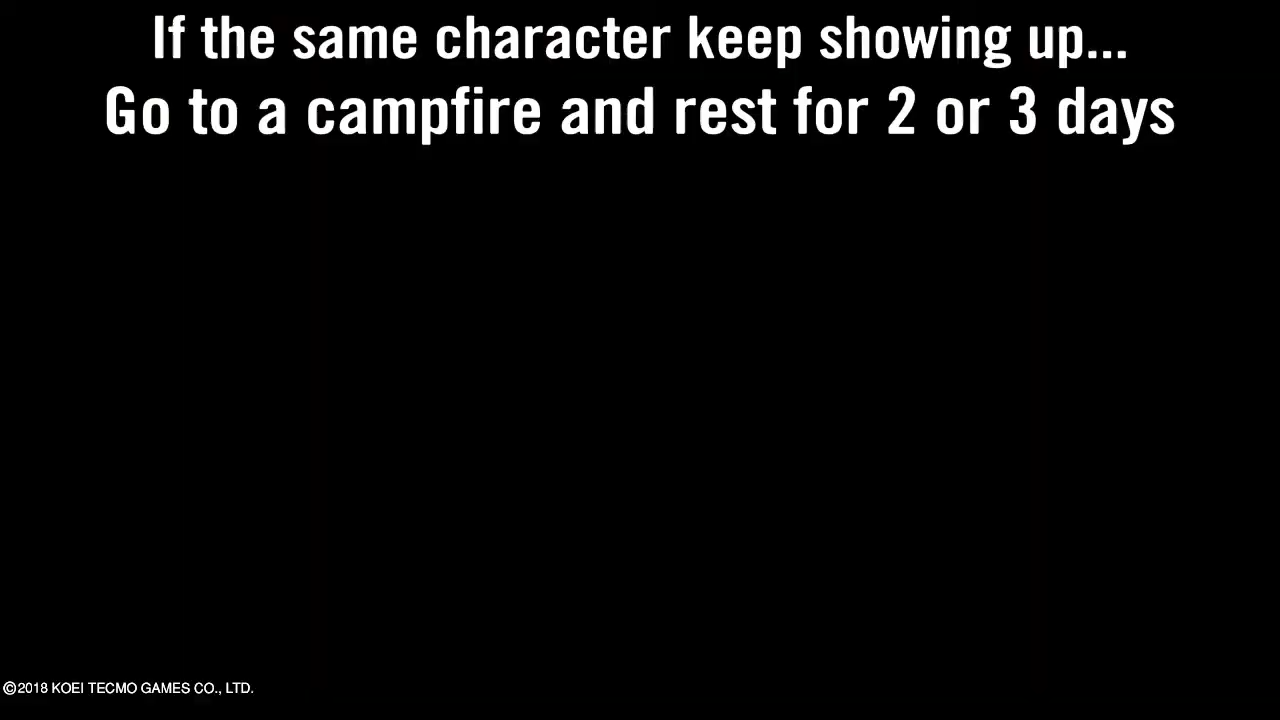 If the same character keep showing up...
Go to a campfire and rest for 2 or 3 days
©2018 KOEI TECMO GAMES CO., LTD.